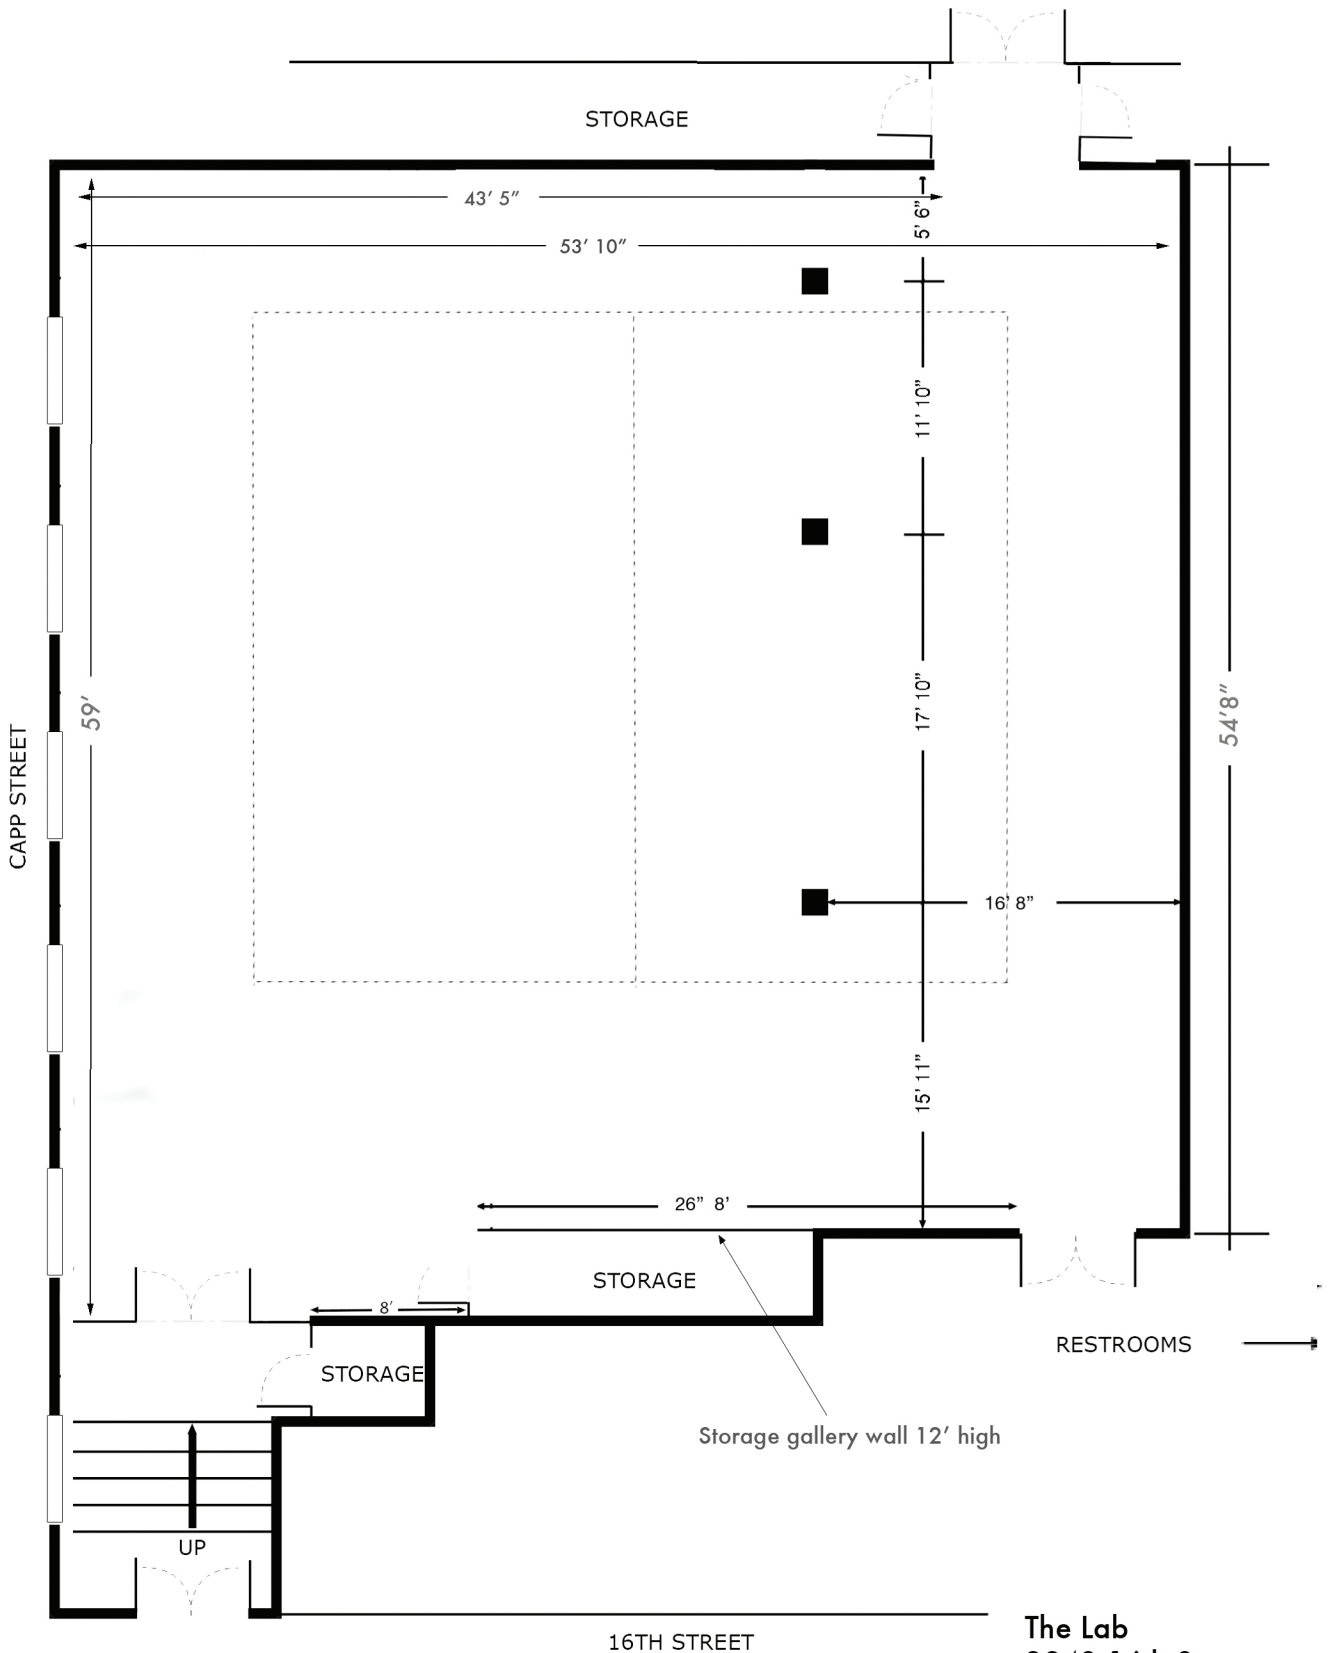 STORAGE
43' 5"
5' 6"
53' 10"
11' 10"
17' 10"
59'
54'8"
CAPP STREET
16' 8"
15' 11"
26" 8'
STORAGE
8'
RESTROOMS
STORAGE
Storage gallery wall 12' high
UP
The Lab
16TH STREET